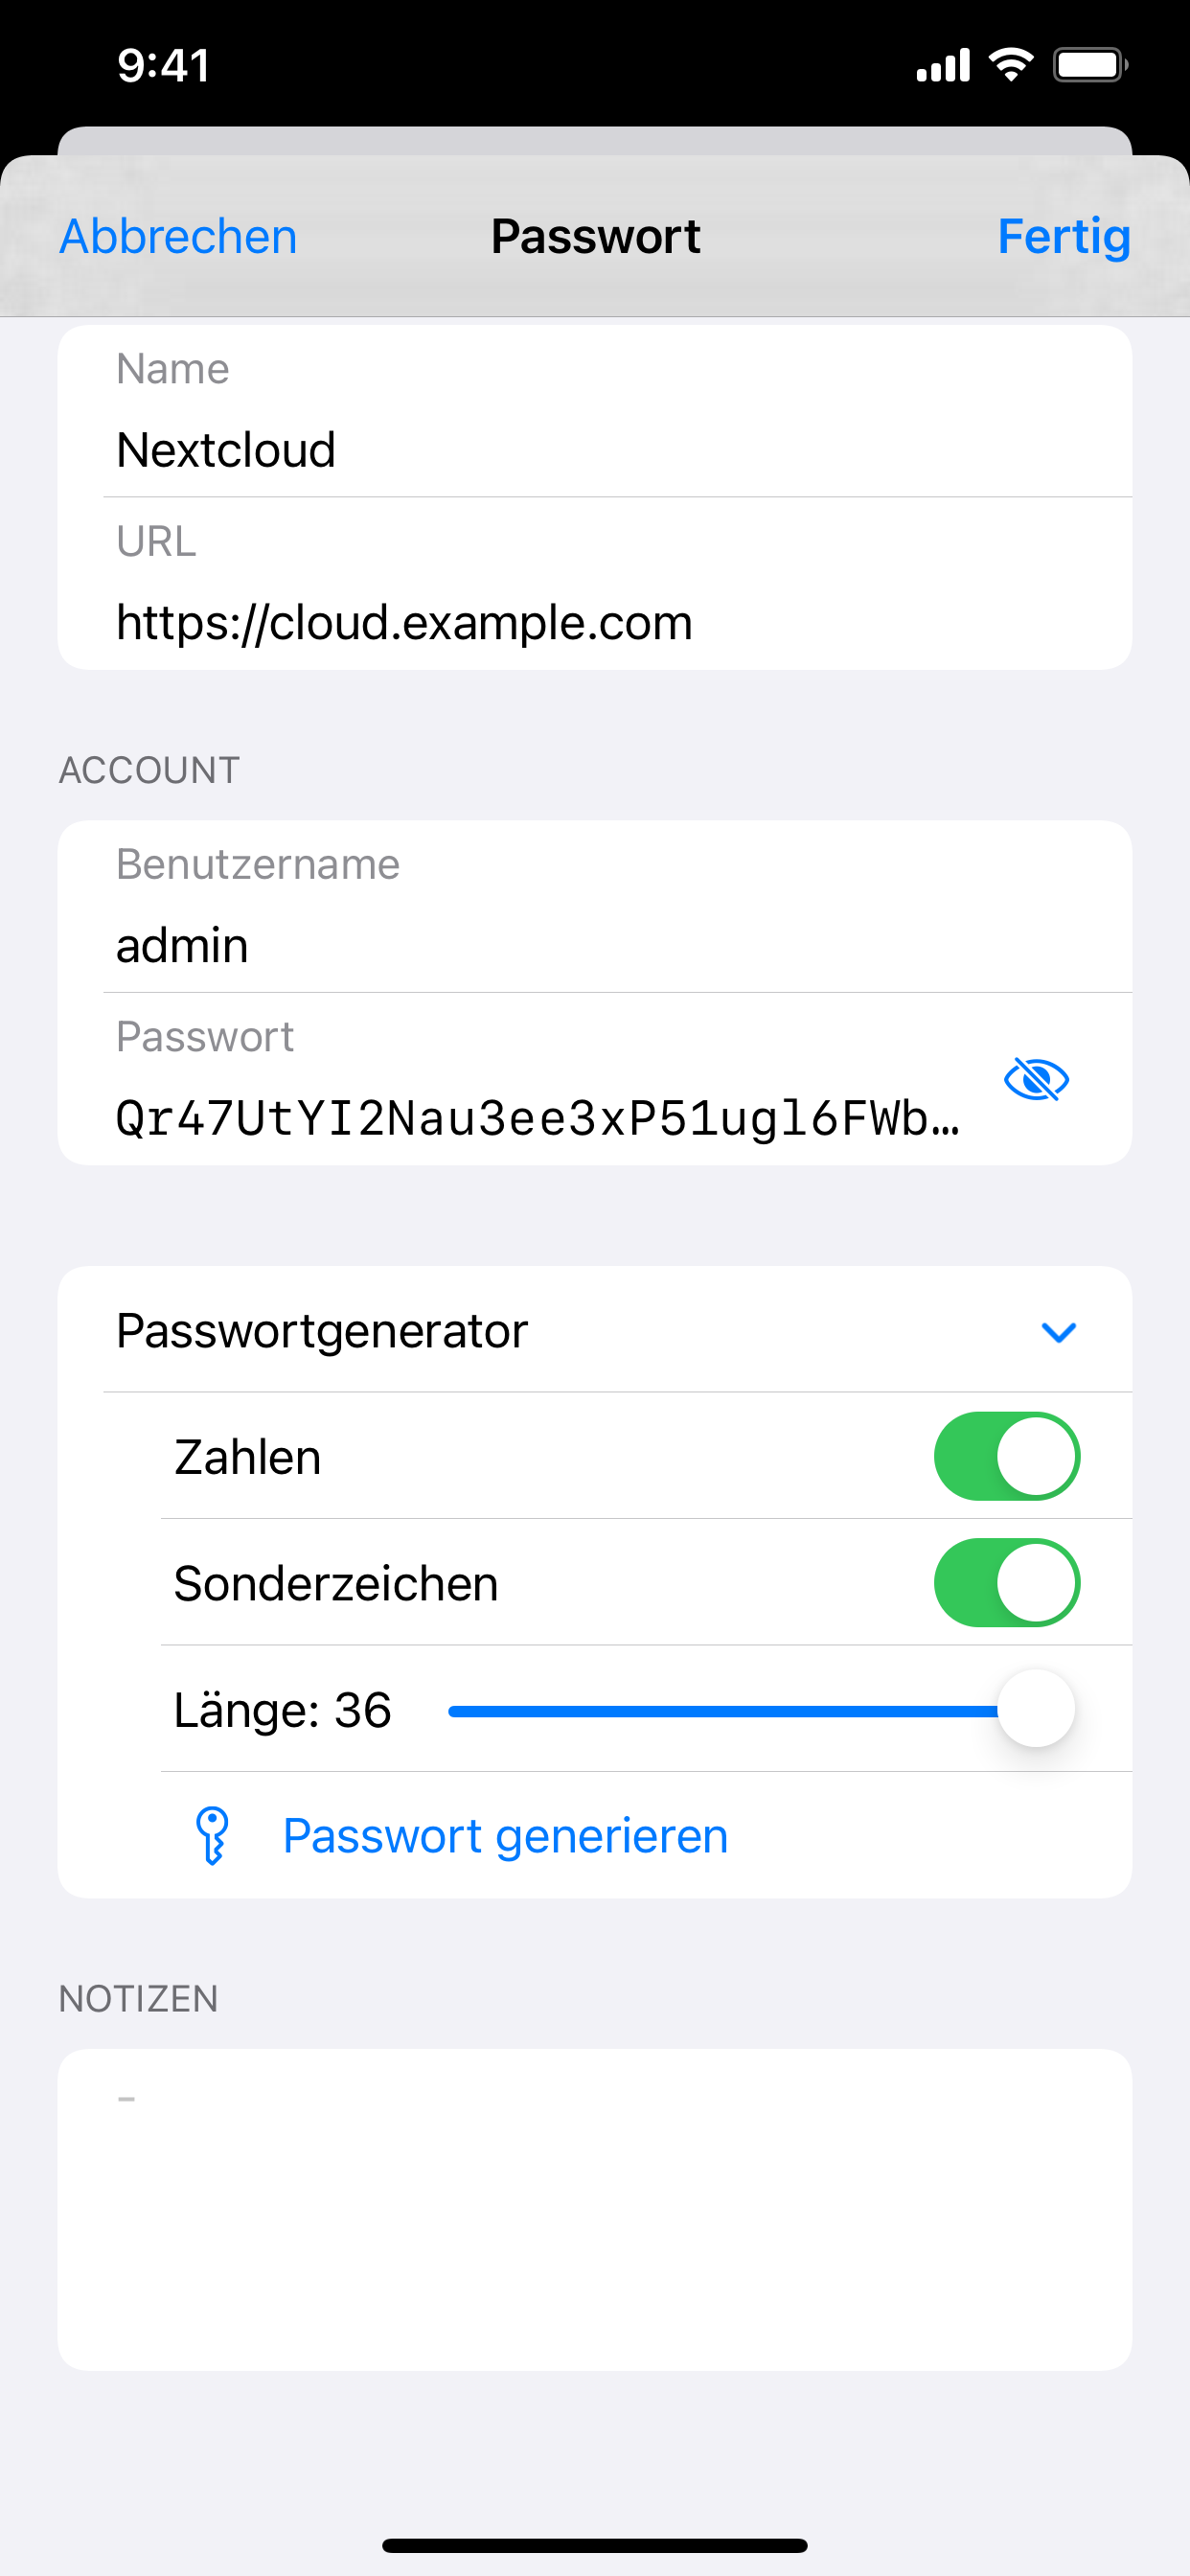 9:41
Abbrechen Passwort Fertig
Name
Nextcloud
URL
https://cloud.example.com
ACCOUNT
Benutzername
admin
Passwort
Qr47UtYI2Nau3ee3xP51ugl6FWb…
Passwortgenerator
Zahlen
Sonderzeichen
Länge: 36
Passwort generieren
NOTIZEN
-